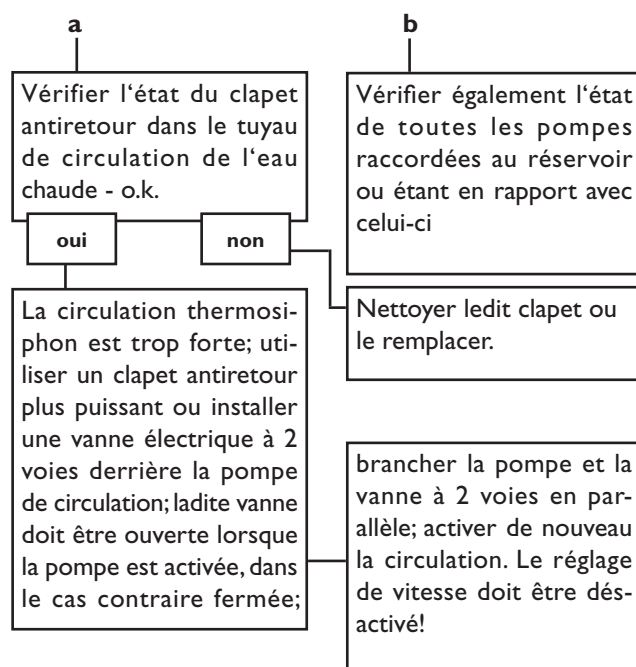 a
Vérifier l‘état du clapet
antiretour dans le tuyau
de circulation de l‘eau
chaude - o.k.
oui
non
La circulation thermosi-
phon est trop forte; uti-
liser un clapet antiretour
plus puissant ou installer
une vanne électrique à 2
voies derrière la pompe
de circulation; ladite vanne
doit être ouverte lorsque
la pompe est activée, dans
le cas contraire fermée;
b
Vérifier également l‘état
de toutes les pompes
raccordées au réservoir
ou étant en rapport avec
celui-ci
Nettoyer ledit clapet ou
le remplacer.
brancher la pompe et la
vanne à 2 voies en par-
allèle; activer de nouveau
la circulation. Le réglage
de vitesse doit être dés-
activé!